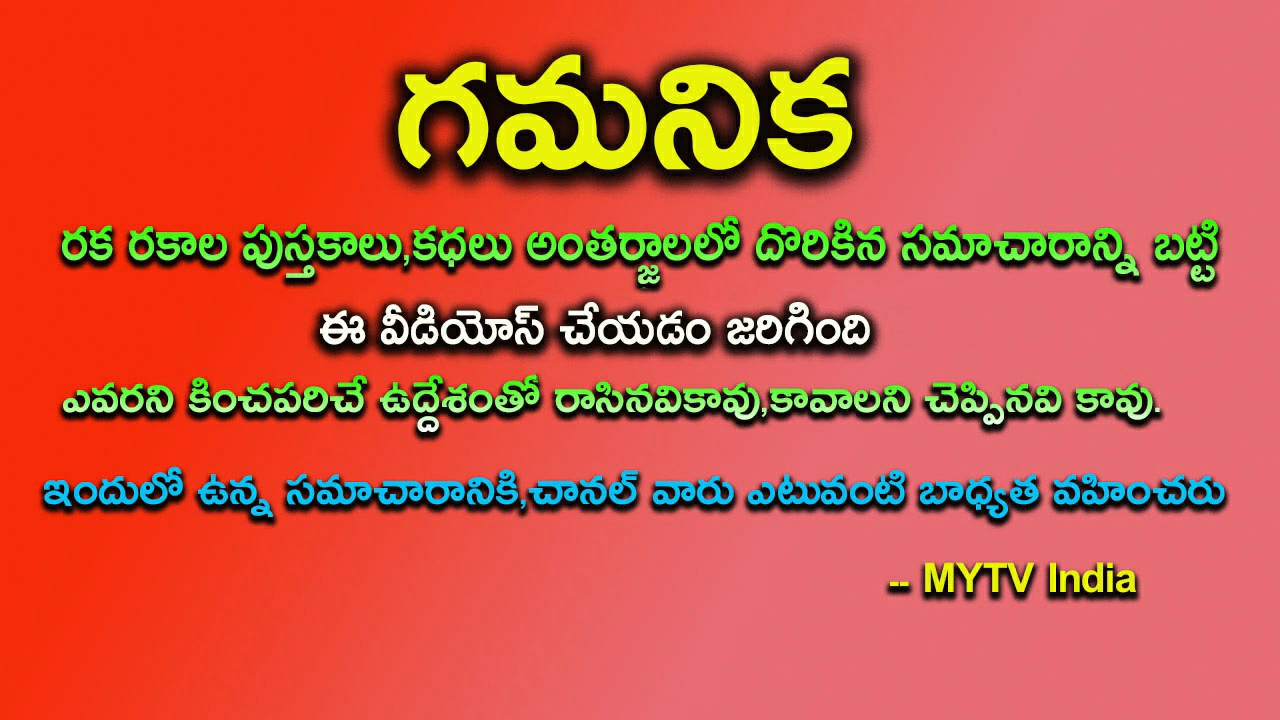 గమనిక
రక రకాల పుస్తకాలు,కధలు అంతర్జాలలో దొరికిన సమాచారాన్ని బట్టి
ఈ వీడియోస్ చేయడం జరిగింది
ఎవరని కించపరిచే ఉద్దేశంతో రాసినవికావు,కావాలని చెప్పినవి కావు.
ఇందులో ఉన్న సమాచారానికి,చానల్ వారు ఎటువంటి బాధ్యత వహించరు
-- MYTV India